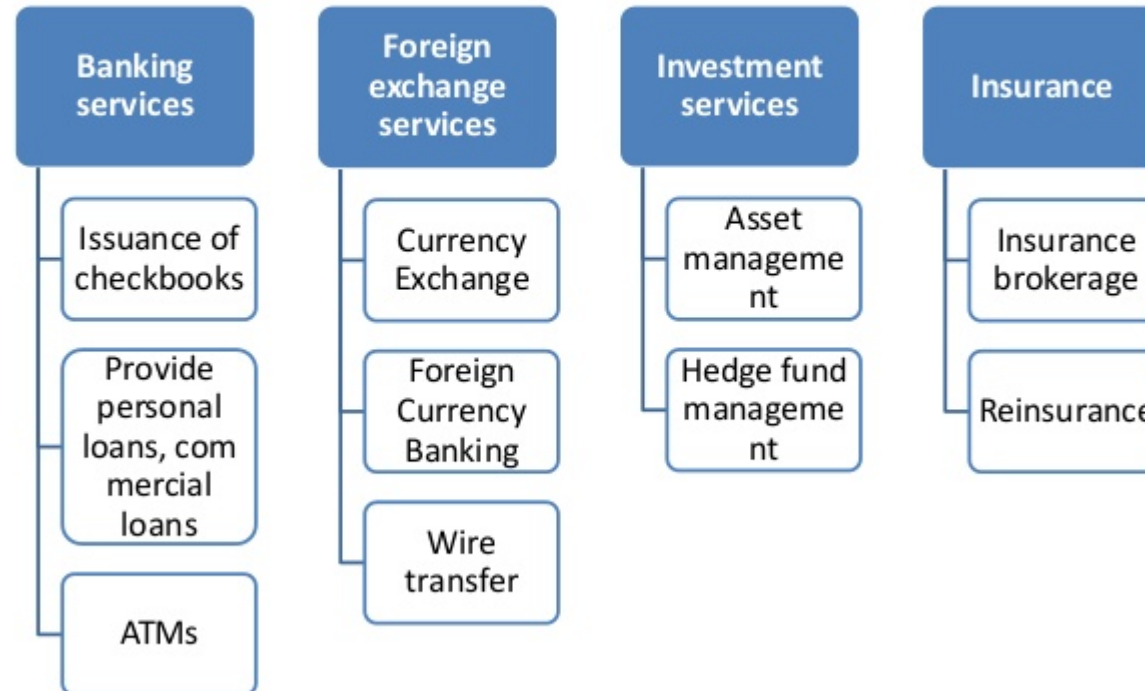 Banking
services
Issuance of
checkbooks
Provide
personal
loans, com
mercial
loans
ATMs
Foreign
exchange
services
Currency
Exchange
Foreign
Currency
Banking
Wire
transfer
Investment
services
Asset
manageme
nt
Hedge fund
manageme
nt
Insurance
Insurance
brokerage
Reinsurance